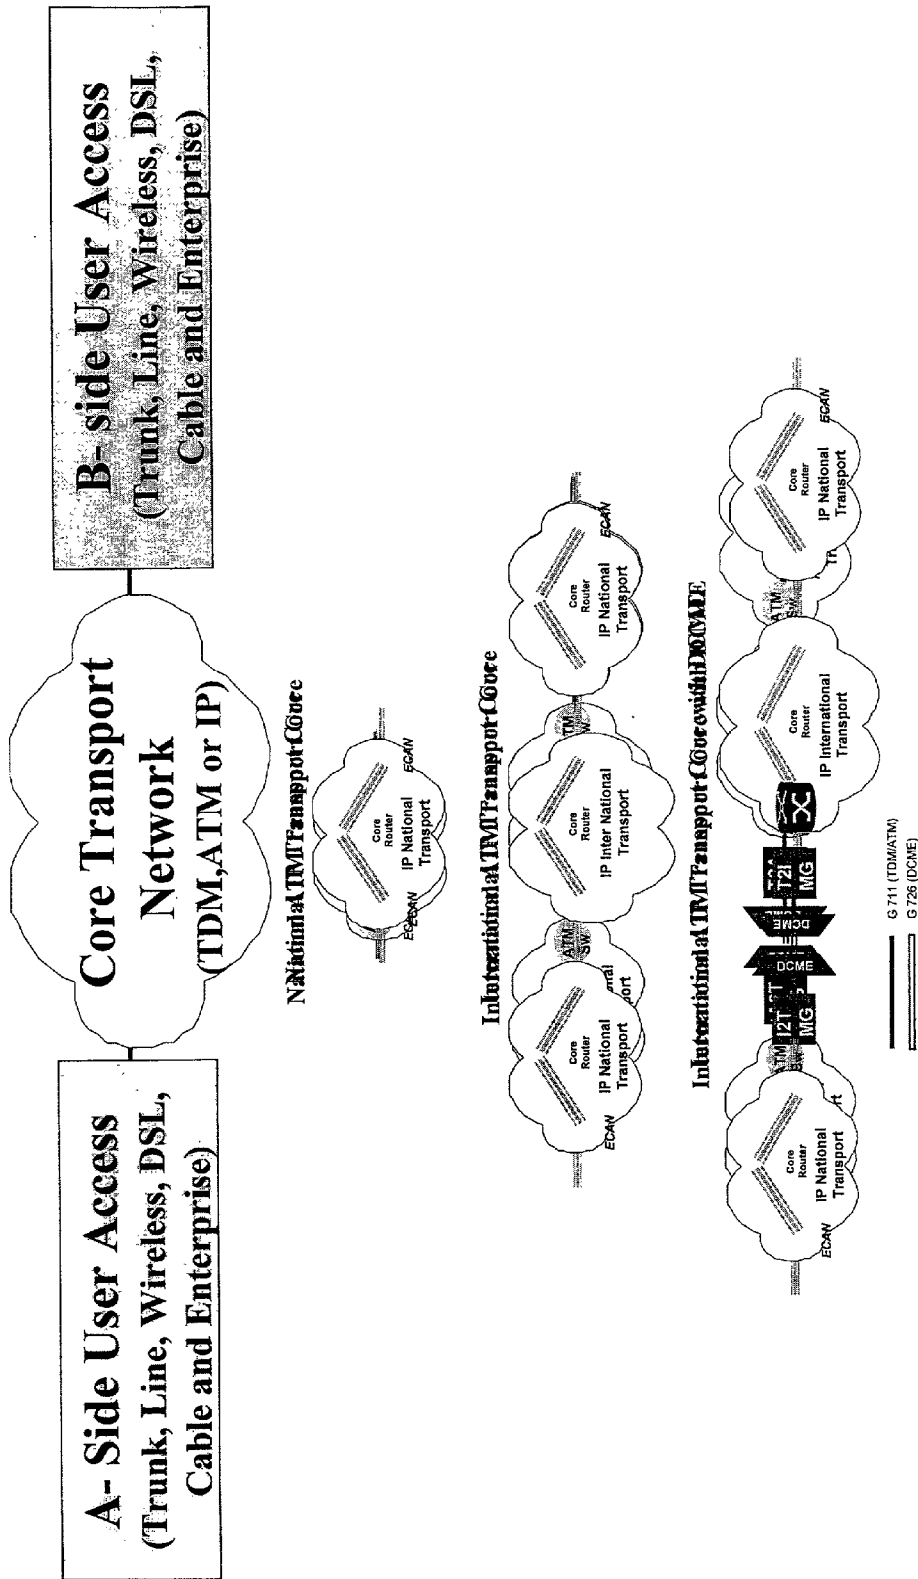 A- Side User Access
(Trunk, Line, Wireless, DSL,
Cable and Enterprise)
Core Transport
Network
(TDM,ATM or IP)
B- side User Access
(Trunk, Line, Wireless, DSL,
Cable and Enterprise)
ECAN
Core
Router
IP National
Transport
ECAN
ECAN
Core
Router
IP National
Transport
ATM
SW
Core
Router
IP Inter National
Transport
Core
Router
IP National
Transport
ECAN
ECAN
Core
Router
IP National
Transport
ATM
SW
I2T
MG
DCME
DCME
T2I
MG
Core
Router
IP International
Transport
ATM
SW
Core
Router
IP National
Transport
ECAN
G 711 (TDM/ATM)
G 726 (DCME)